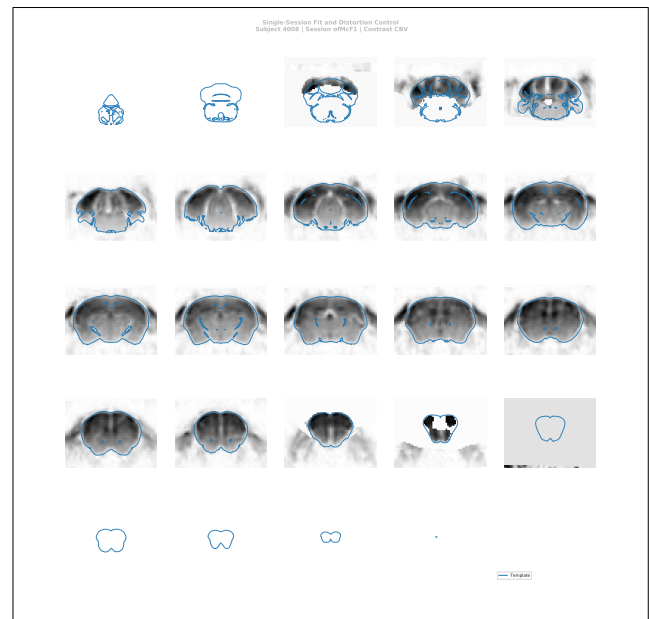 Single-Session Fit and Distortion Control
Subject 4008 | Session ofMcF1 | Contrast CBV
Template